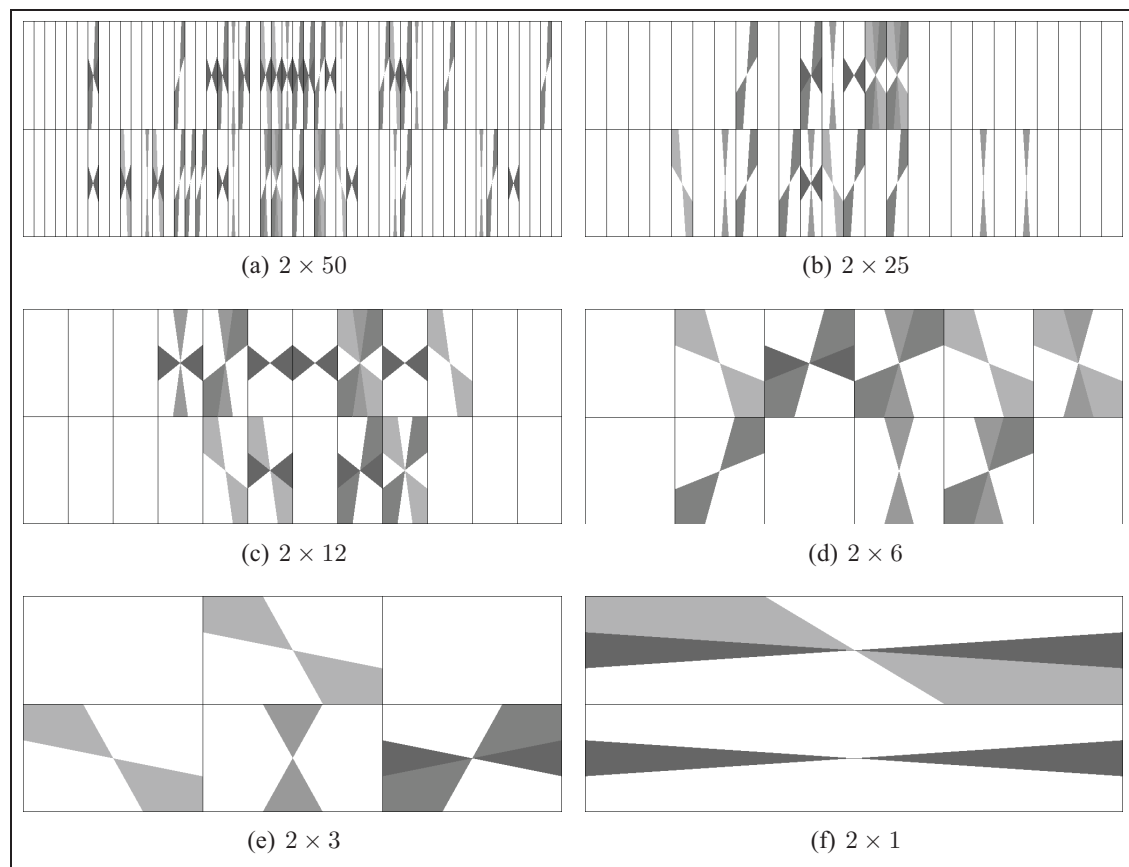 (a) 2 × 50
(b) 2 × 25
(c) 2 × 12
(d) 2 × 6
(e) 2 × 3
(f) 2 × 1